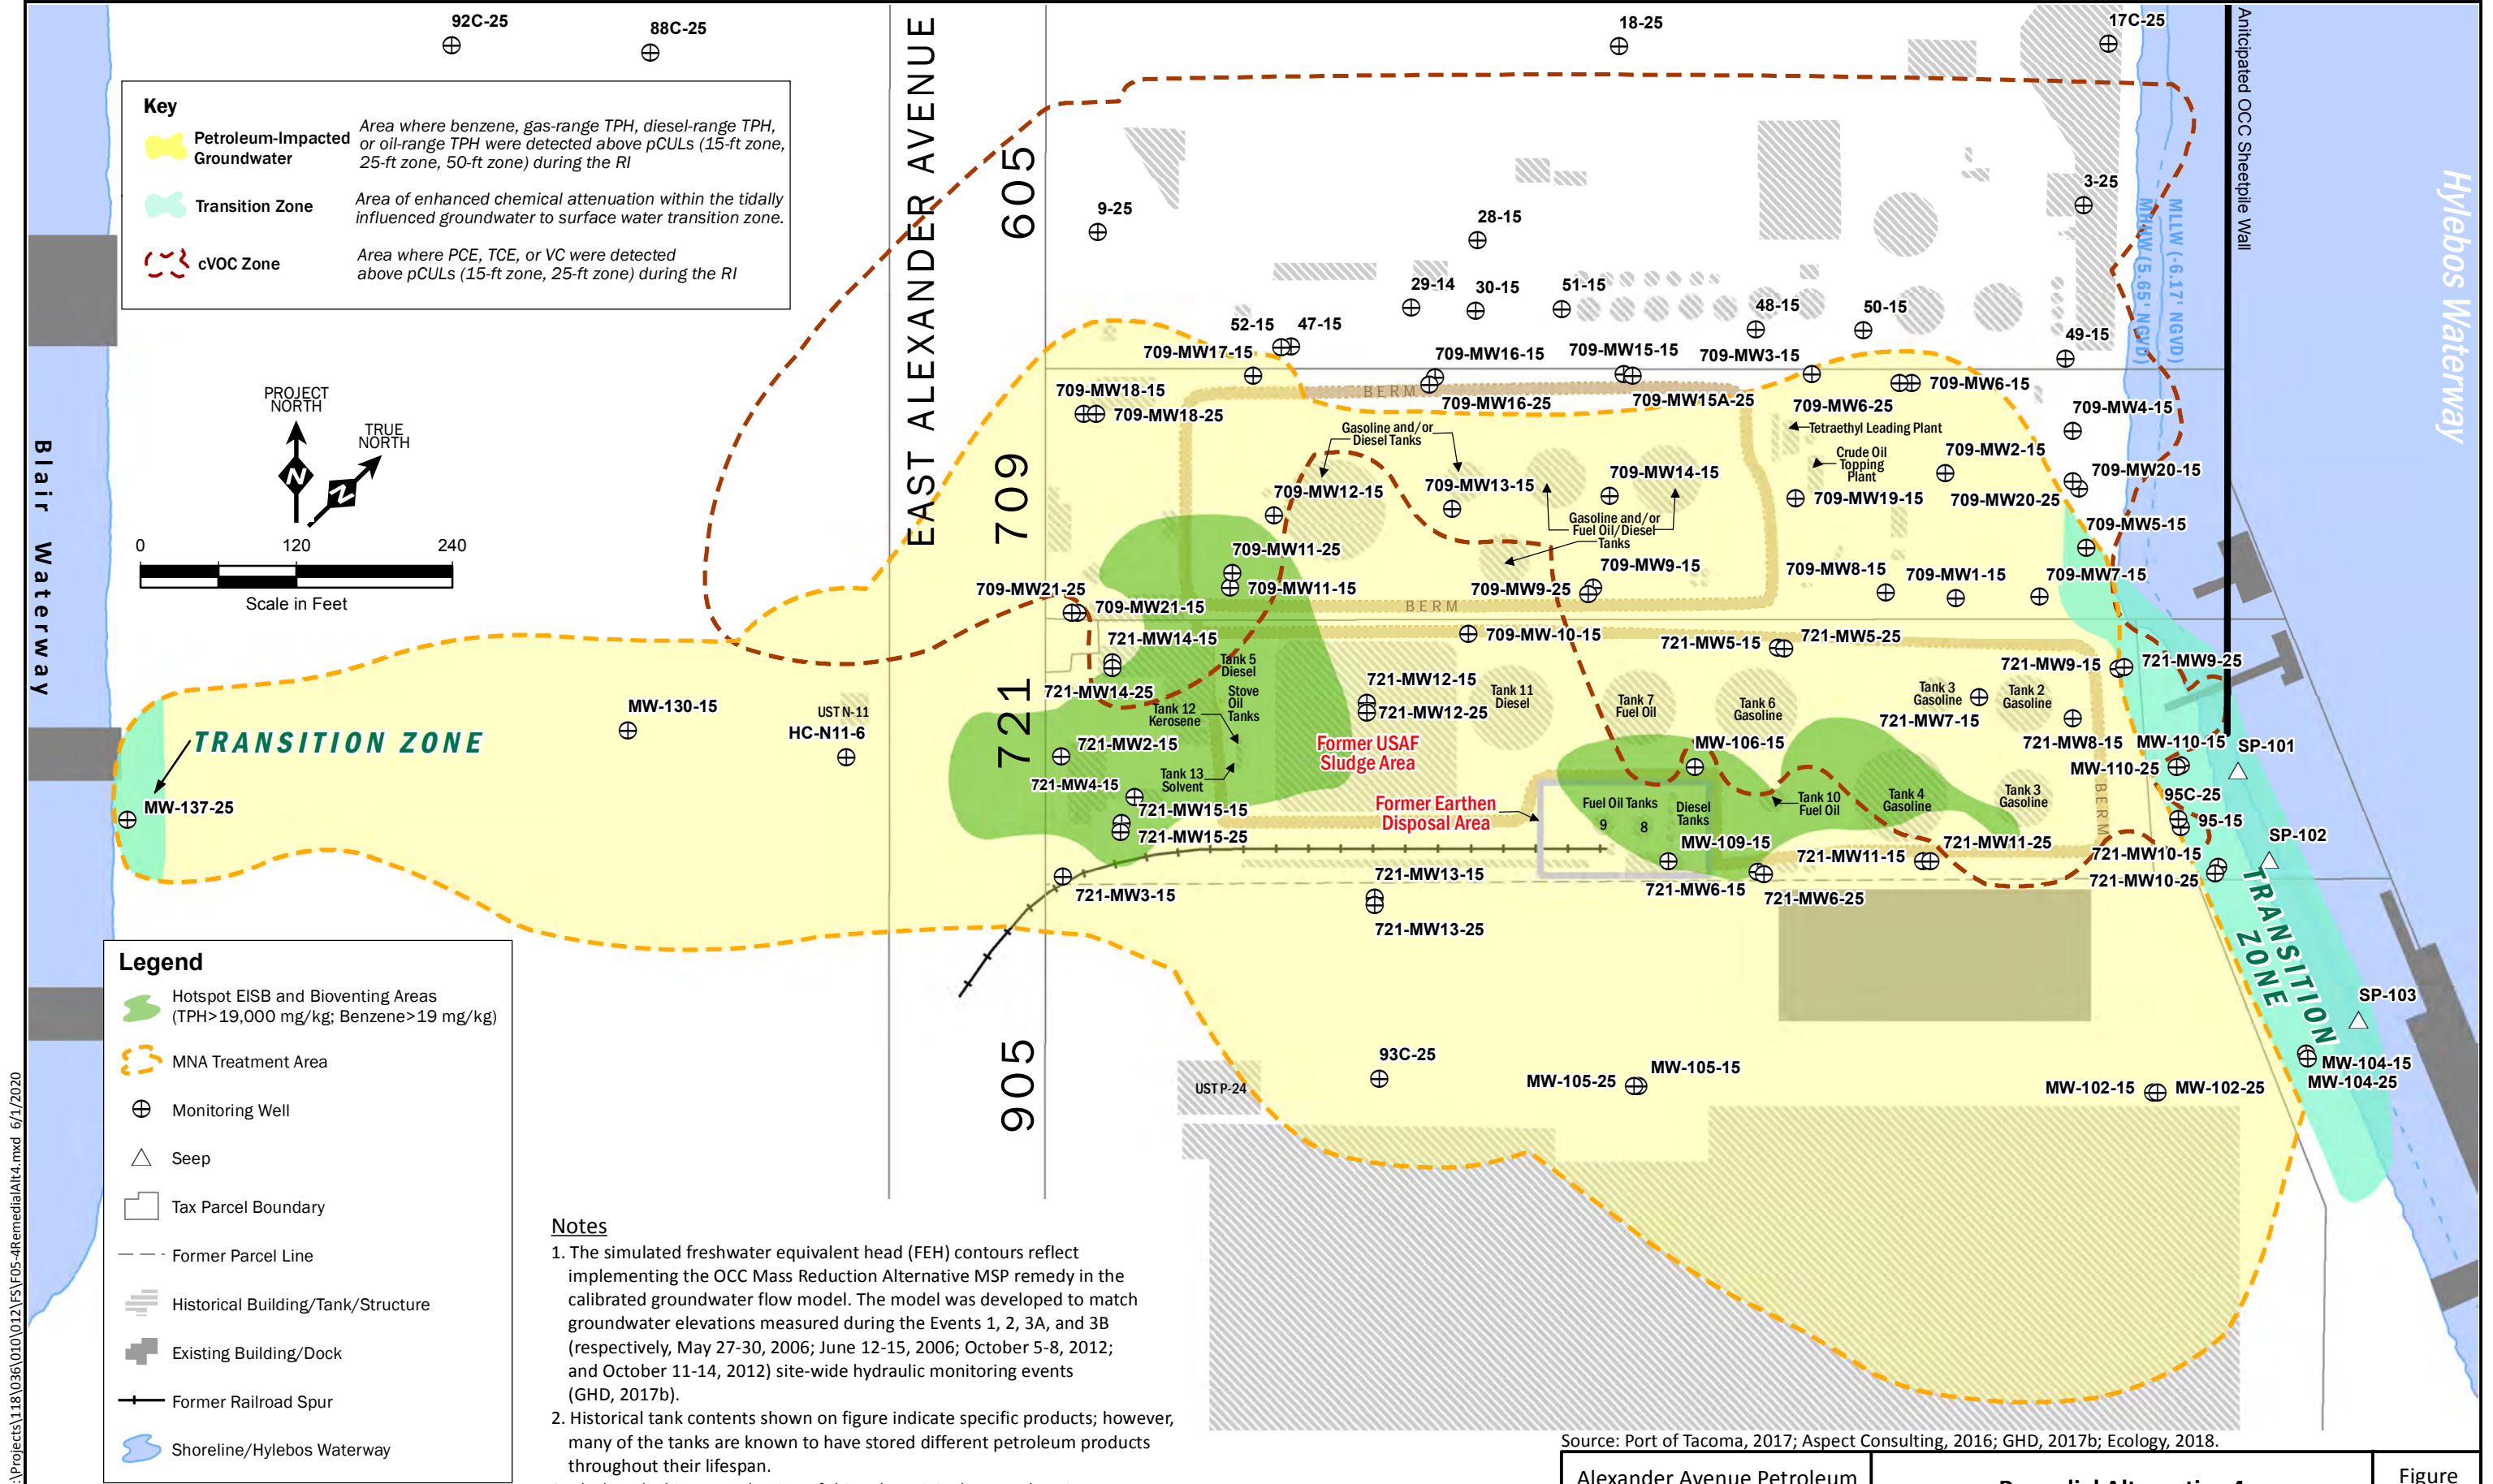 92C-25
88C-25
18-25
17C-25
Key
Petroleum-Impacted
Groundwater
Area where benzene, gas-range TPH, diesel-range TPH,
or oil-range TPH were detected above pCULs (15-ft zone,
25-ft zone, 50-ft zone) during the RI
Transition Zone
Area of enhanced chemical attenuation within the tidally
influenced groundwater to surface water transition zone.
cVOC Zone
Area where PCE, TCE, or VC were detected
above pCULs (15-ft zone, 25-ft zone) during the RI
EAST ALEXANDER AVENUE
605
709
721
905
Anitcipated OCC Sheetpile Wall
Hylebos Waterway
MLLW (-6.17' NGVD)
MHHW (5.65' NGVD)
Blair Waterway
PROJECT
NORTH
N
TRUE
NORTH
N
0 120 240
Scale in Feet
9-25
28-15
3-25
29-14
30-15
51-15
48-15
50-15
49-15
52-15
47-15
709-MW17-15
709-MW16-15
709-MW15-15
709-MW3-15
709-MW18-15
709-MW18-25
BERM
709-MW16-25
709-MW15A-25
709-MW6-15
709-MW6-25
709-MW4-15
Gasoline and/or
Diesel Tanks
Tetraethyl Leading Plant
Crude Oil
Topping
Plant
709-MW2-15
709-MW12-15
709-MW13-15
709-MW14-15
709-MW19-15
709-MW20-15
709-MW20-25
Gasoline and/or
Fuel Oil/Diesel
Tanks
709-MW5-15
709-MW11-25
709-MW11-15
709-MW9-15
709-MW9-25
709-MW8-15
709-MW1-15
709-MW7-15
709-MW21-25
709-MW21-15
BERM
721-MW14-15
721-MW14-25
709-MW-10-15
721-MW5-15
721-MW5-25
721-MW9-15
721-MW9-25
Tank 5
Diesel
Stove
Oil
Tanks
Tank 12
Kerosene
Tank 13
Solvent
721-MW12-15
721-MW12-25
Tank 11
Diesel
Tank 7
Fuel Oil
Tank 6
Gasoline
Tank 3
Gasoline
Tank 2
Gasoline
721-MW7-15
721-MW8-15
MW-130-15
UST N-11
HC-N11-6
TRANSITION ZONE
MW-137-25
721-MW2-15
721-MW4-15
721-MW15-15
721-MW15-25
721-MW3-15
Former USAF
Sludge Area
Former Earthen
Disposal Area
MW-106-15
MW-110-15
MW-110-25
SP-101
Fuel Oil Tanks
9 8
Diesel
Tanks
Tank 10
Fuel Oil
Tank 4
Gasoline
Tank 3
Gasoline
BERM
95C-25
95-15
SP-102
MW-109-15
721-MW11-15
721-MW11-25
721-MW10-15
721-MW10-25
721-MW13-15
721-MW13-25
721-MW6-15
721-MW6-25
TRANSITION
ZONE
SP-103
93C-25
UST P-24
MW-105-25
MW-105-15
MW-102-15
MW-102-25
MW-104-15
MW-104-25
Legend
Hotspot EISB and Bioventing Areas
(TPH>19,000 mg/kg; Benzene>19 mg/kg)
MNA Treatment Area
Monitoring Well
Seep
Tax Parcel Boundary
Former Parcel Line
Historical Building/Tank/Structure
Existing Building/Dock
Former Railroad Spur
Shoreline/Hylebos Waterway
Notes
1. The simulated freshwater equivalent head (FEH) contours reflect
implementing the OCC Mass Reduction Alternative MSP remedy in the
calibrated groundwater flow model. The model was developed to match
groundwater elevations measured during the Events 1, 2, 3A, and 3B
(respectively, May 27-30, 2006; June 12-15, 2006; October 5-8, 2012;
and October 11-14, 2012) site-wide hydraulic monitoring events
(GHD, 2017b).
2. Historical tank contents shown on figure indicate specific products; however,
many of the tanks are known to have stored different petroleum products
throughout their lifespan.
Source: Port of Tacoma, 2017; Aspect Consulting, 2016; GHD, 2017b; Ecology, 2018.
Alexander Avenue Petroleum
Figure
:\Projects\118\036\010\012\FS\F05-4RemedialAlt4.mxd 6/1/2020